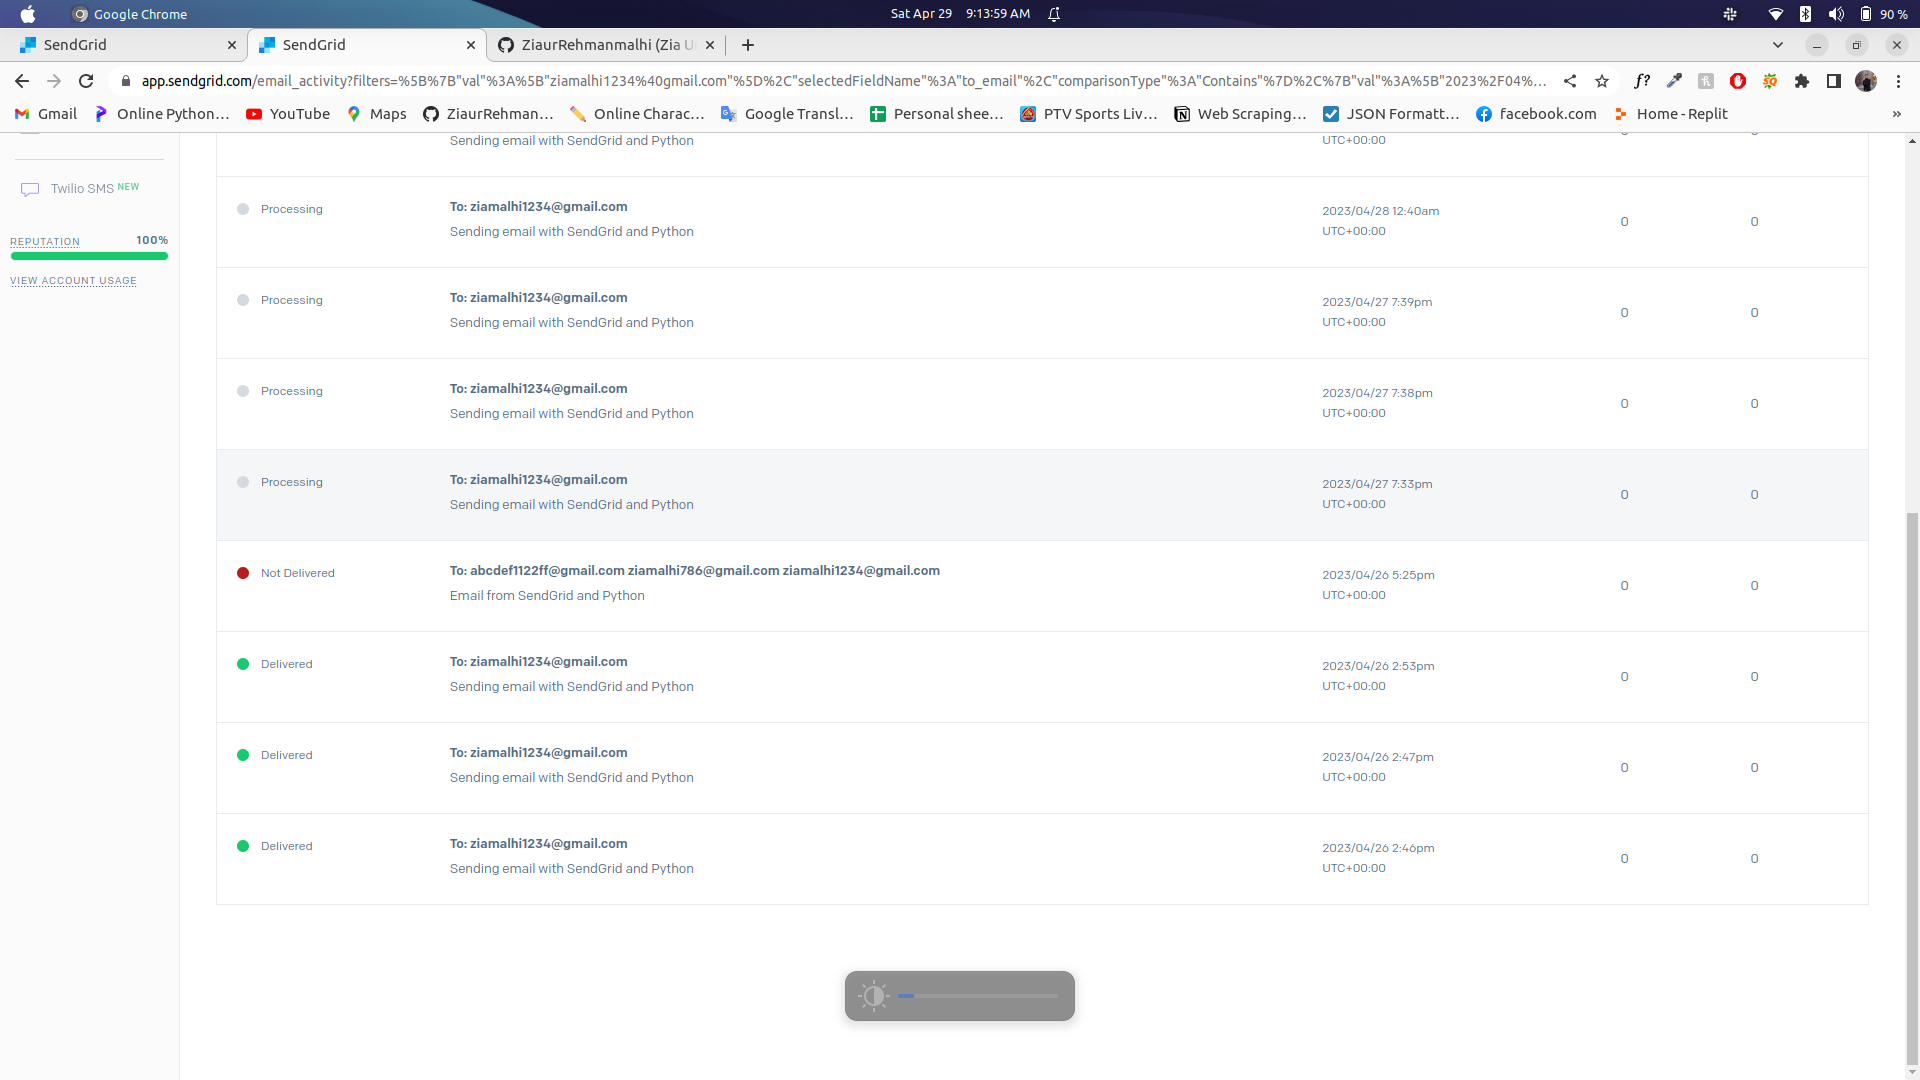 Google Chrome
Sat Apr 29 9:13:59 AM
90 %
SendGrid
SendGrid
ZiaurRehmanmalhi (Zia U
app.sendgrid.com/email_activity?filters=%5B%7B"val"%3A%5B"ziamalhi1234%40gmail.com"%5D%2C"selectedFieldName"%3A"to_email"%2C"comparisonType"%3A"Contains"%7D%2C%7B"val"%3A%5B"2023%2F04%...
f?
Gmail
Online Python...
YouTube
Maps
ZiaurRehman...
Online Charac...
Google Transl...
Personal shee...
PTV Sports Liv...
Web Scraping...
JSON Formatt...
facebook.com
Home - Replit
»
Twilio SMS NEW
REPUTATION 100%
VIEW ACCOUNT USAGE
Sending email with SendGrid and Python
UTC+00:00
Processing
To: ziamalhi1234@gmail.com
Sending email with SendGrid and Python
2023/04/28 12:40am
UTC+00:00
0 0
Processing
To: ziamalhi1234@gmail.com
Sending email with SendGrid and Python
2023/04/27 7:39pm
UTC+00:00
0 0
Processing
To: ziamalhi1234@gmail.com
Sending email with SendGrid and Python
2023/04/27 7:38pm
UTC+00:00
0 0
Processing
To: ziamalhi1234@gmail.com
Sending email with SendGrid and Python
2023/04/27 7:33pm
UTC+00:00
0 0
Not Delivered
To: abcdef1122ff@gmail.com ziamalhi786@gmail.com ziamalhi1234@gmail.com
Email from SendGrid and Python
2023/04/26 5:25pm
UTC+00:00
0 0
Delivered
To: ziamalhi1234@gmail.com
Sending email with SendGrid and Python
2023/04/26 2:53pm
UTC+00:00
0 0
Delivered
To: ziamalhi1234@gmail.com
Sending email with SendGrid and Python
2023/04/26 2:47pm
UTC+00:00
0 0
Delivered
To: ziamalhi1234@gmail.com
Sending email with SendGrid and Python
2023/04/26 2:46pm
UTC+00:00
0 0